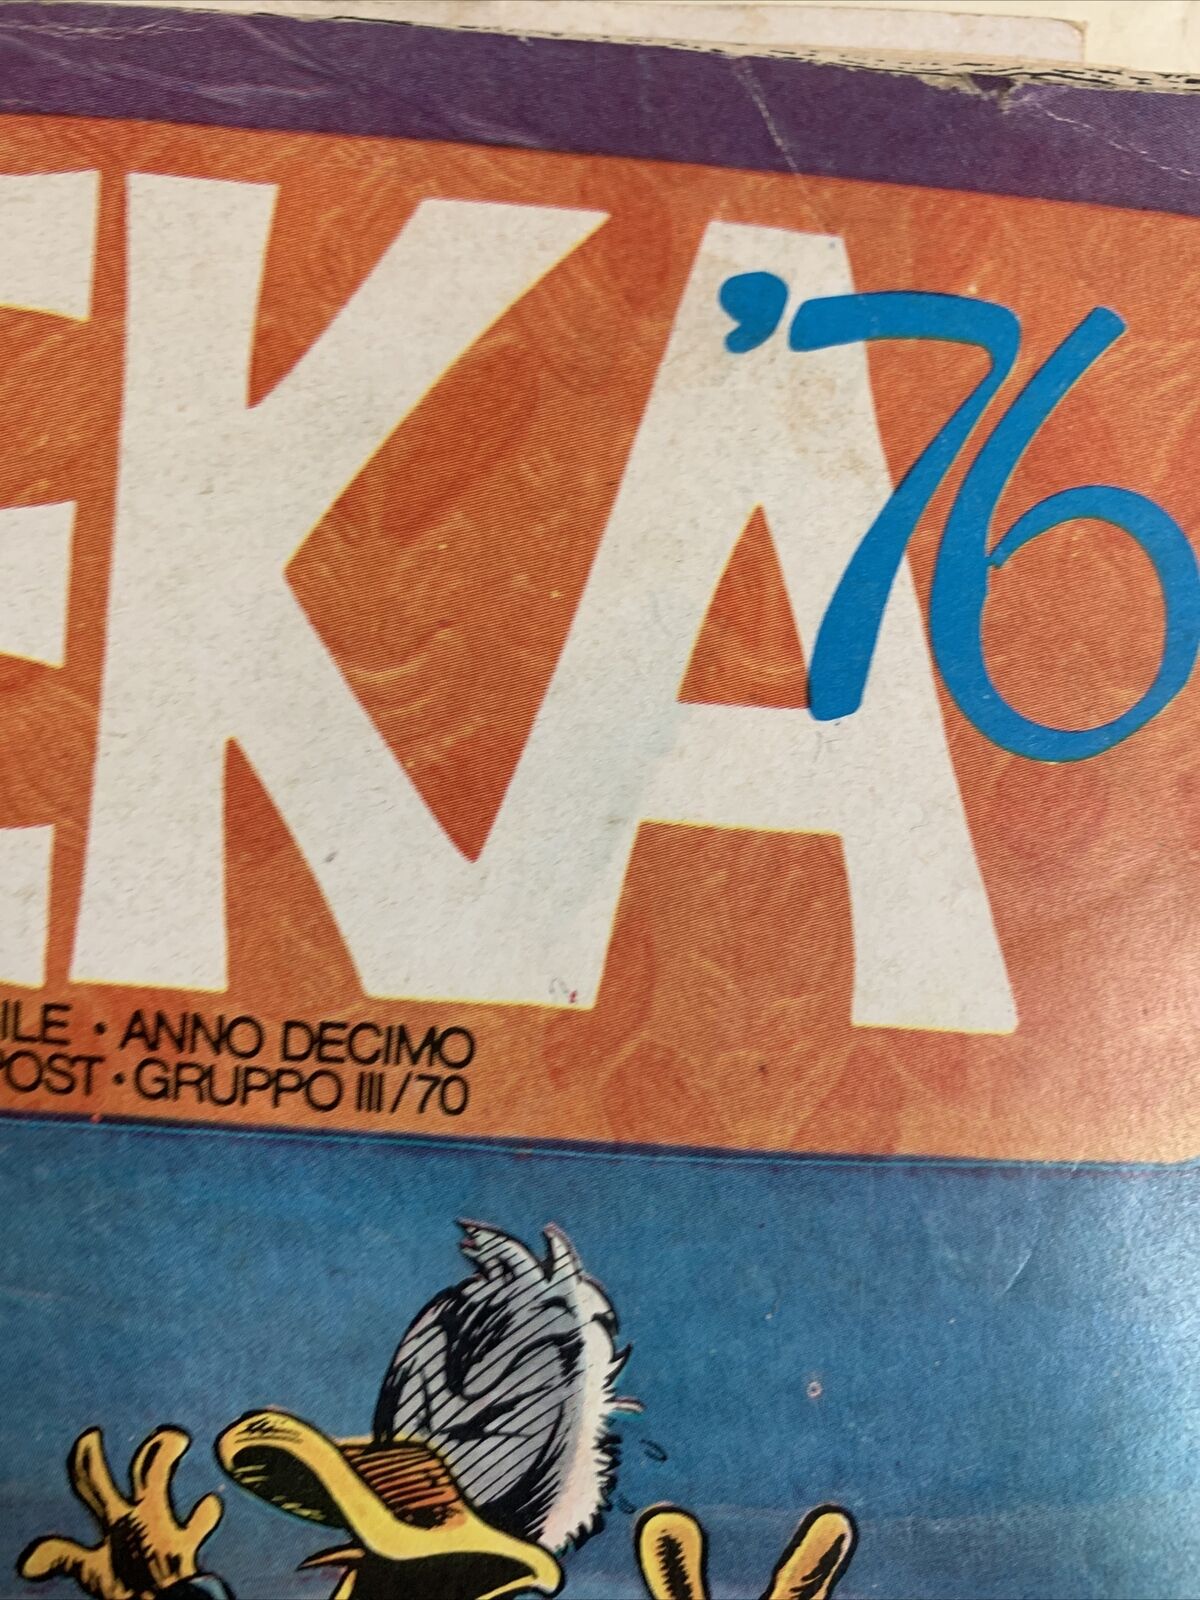 EKA '76
ILE • ANNO DECIMO
POST • GRUPPO III/70